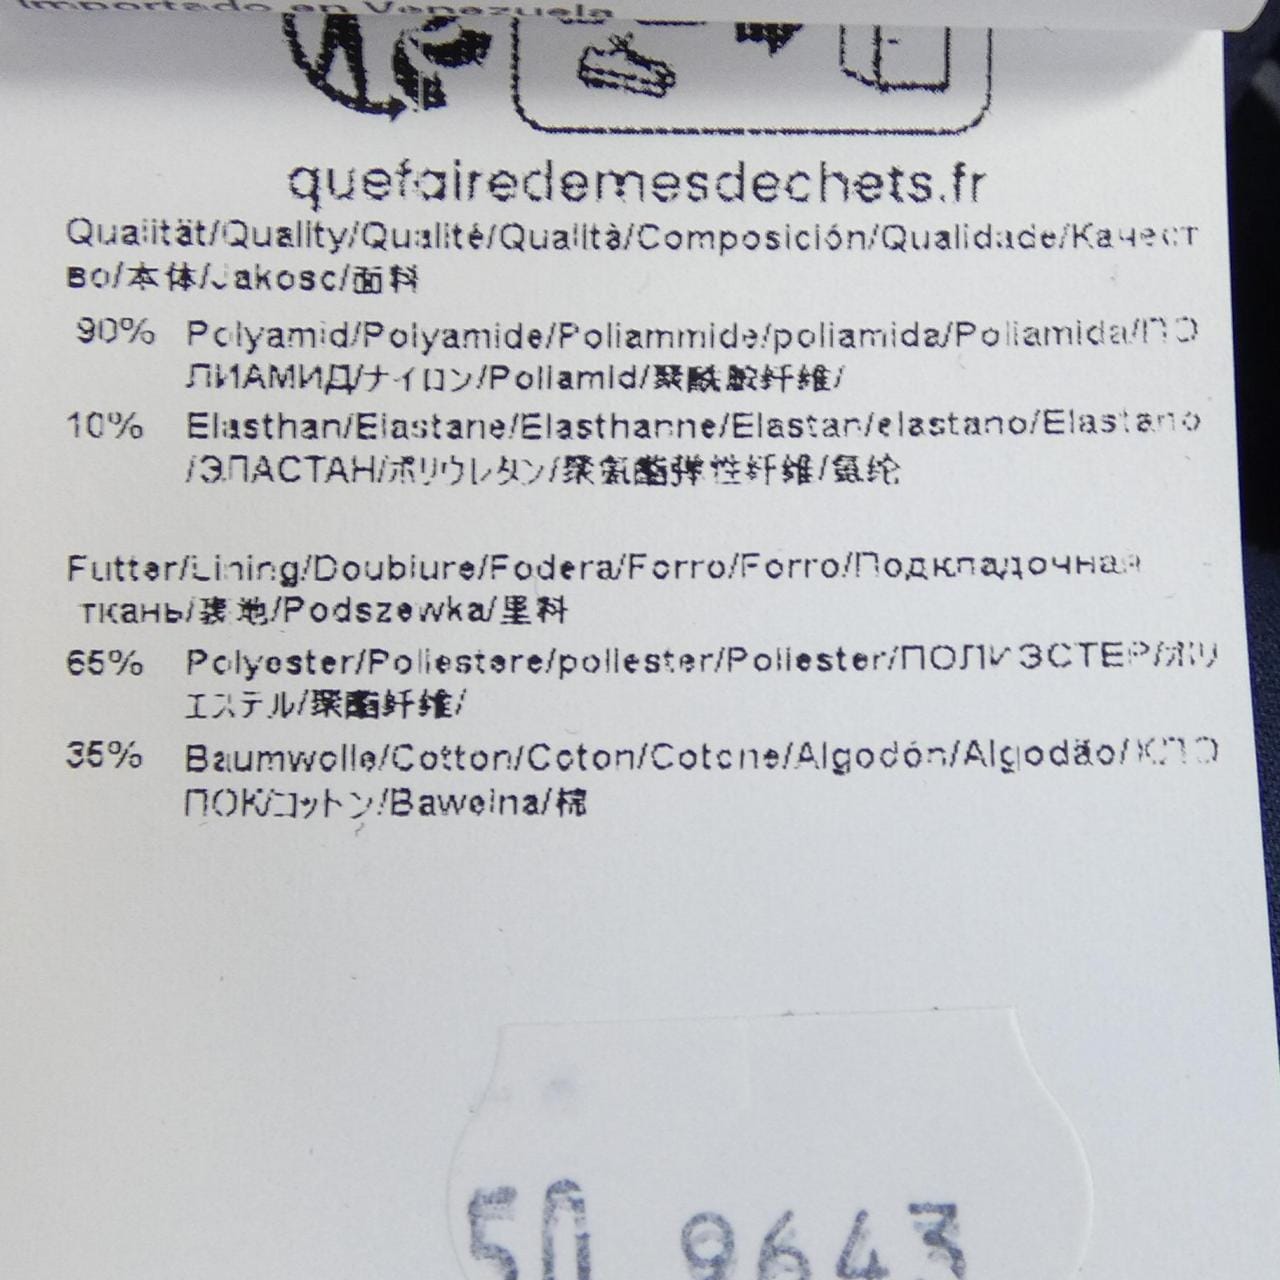 Importado en Venezuela
quefairedemesdechets.fr
Qualität/Quality/Qualité/Qualità/Composición/Qualidade/Качест
во/本体/Jakosc/面料
90% Polyamid/Polyamide/Poliammide/poliamida/Poliamida/ПО
ЛИАМИД/ナイロン/Poliamid/聚酰胺纤维/
10% Elasthan/Elastane/Elasthanne/Elastan/elastano/Elastano
/ЭЛАСТАН/ポリウレタン/聚氨酯弹性纤维/氨纶
Futter/Lining/Doublure/Fodera/Forro/Forro/Подкладочная
ткань/裏地/Podszewka/里料
65% Polyester/Poliestere/poliester/Poliester/ПОЛИЭСТЕР/ポリ
エステル/聚酯纤维/
35% Baumwolle/Cotton/Coton/Cotone/Algodón/Algodão/ХЛО
ПОК/コットン/Bawelna/棉
50 9643